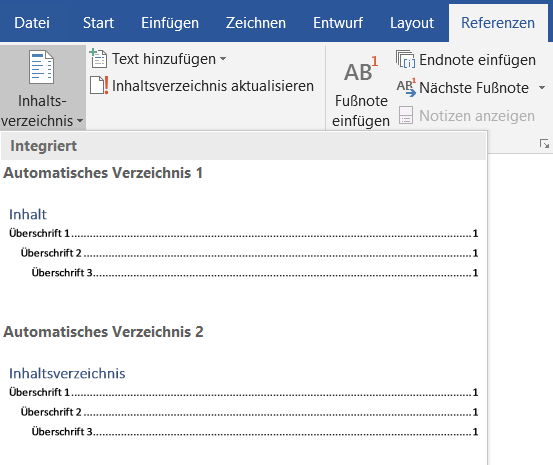 Datei Start Einfügen Zeichnen Entwurf Layout Referenzen
Inhalts-
verzeichnis
Text hinzufügen
Inhaltsverzeichnis aktualisieren
AB1
Fußnote
einfügen
[i] Endnote einfügen
AB1 Nächste Fußnote
Notizen anzeigen
Integriert
Automatisches Verzeichnis 1
Inhalt
Überschrift 1........................................................................................................1
Überschrift 2....................................................................................................1
Überschrift 3................................................................................................1
Automatisches Verzeichnis 2
Inhaltsverzeichnis
Überschrift 1........................................................................................................1
Überschrift 2....................................................................................................1
Überschrift 3................................................................................................1